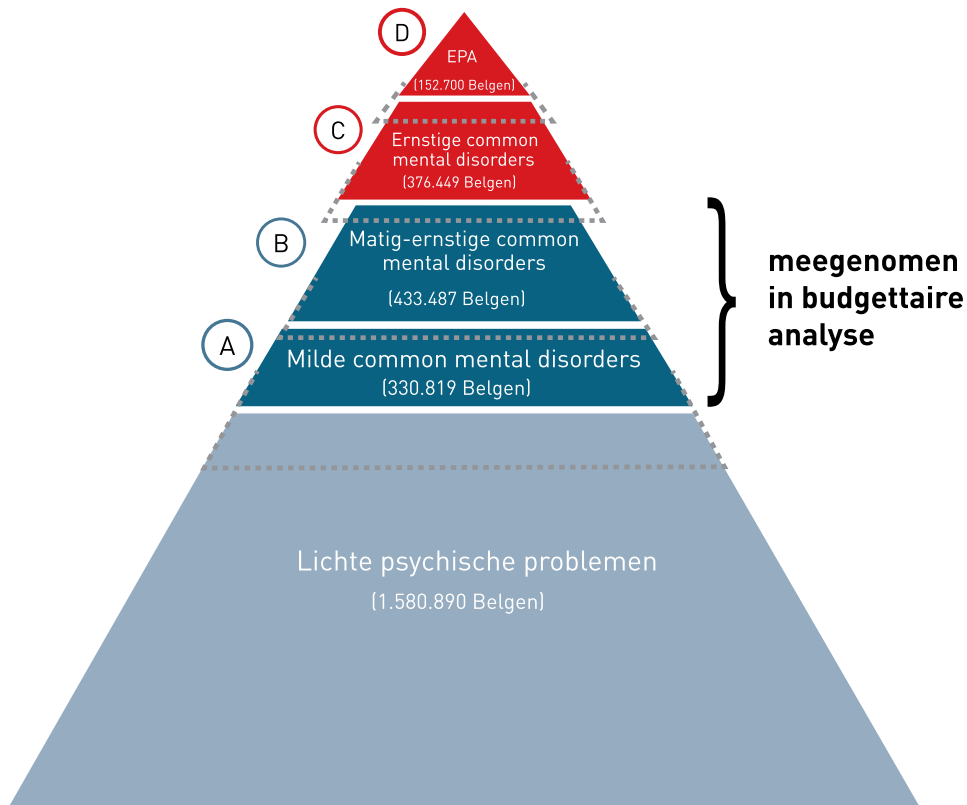 D
EPA
(152.700 Belgen)
C
Ernstige common
mental disorders
(376.449 Belgen)
B
Matig-ernstige common
mental disorders
(433.487 Belgen)
meegenomen
in budgettaire
analyse
A
Milde common mental disorders
(330.819 Belgen)
Lichte psychische problemen
(1.580.890 Belgen)